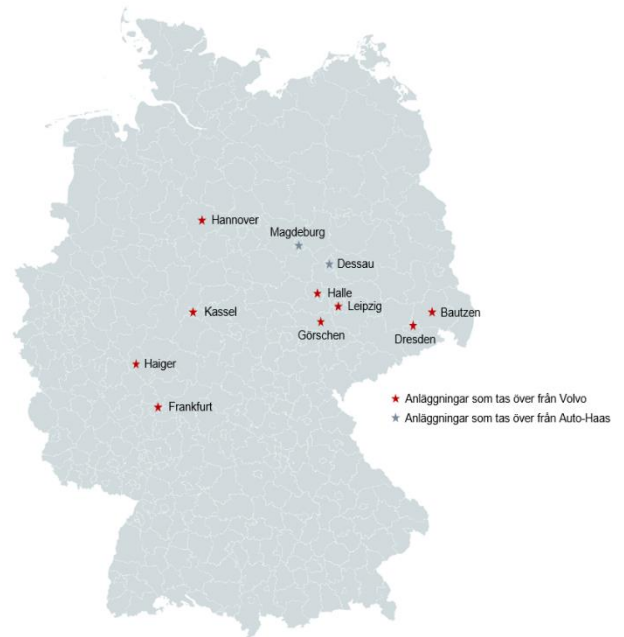 Hannover
Magdeburg
Dessau
Halle
Leipzig
Kassel
Görschen
Bautzen
Dresden
Haiger
Frankfurt
Anläggningar som tas över från Volvo
Anläggningar som tas över från Auto-Haas